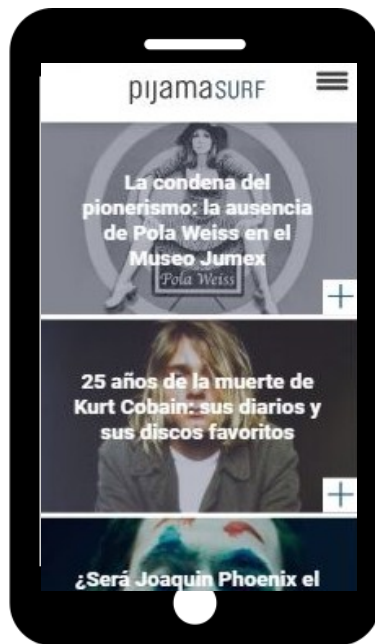 pijamasurf
La condena del
pionerismo: la ausencia
de Pola Weiss en el
Museo Jumex
Pola Weiss
25 años de la muerte de
Kurt Cobain: sus diarios y
sus discos favoritos
¿Será Joaquin Phoenix el